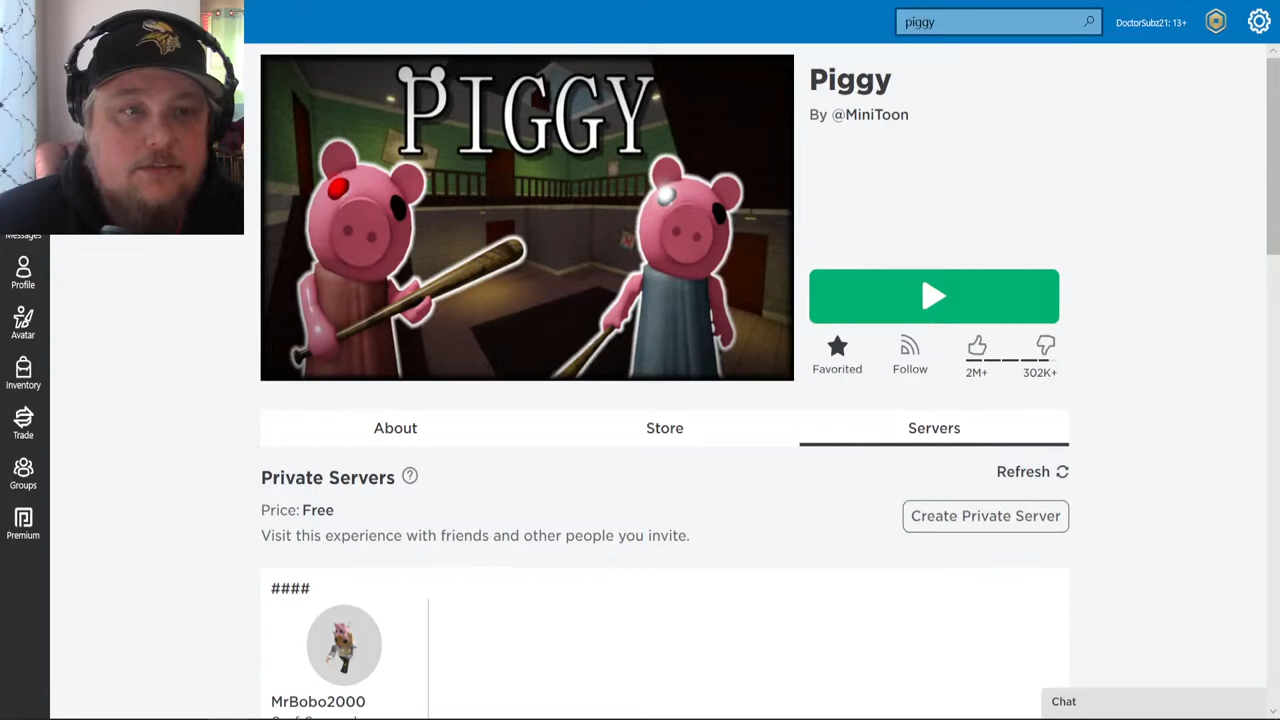 piggy
DoctorSubz21: 13+
PIGGY
Piggy
By @MiniToon
Messages
Profile
Avatar
Inventory
Trade
Groups
Premium
Favorited
Follow
2M+
302K+
About
Store
Servers
Private Servers
Refresh
Price: Free
Create Private Server
Visit this experience with friends and other people you invite.
####
MrBobo2000
Chat